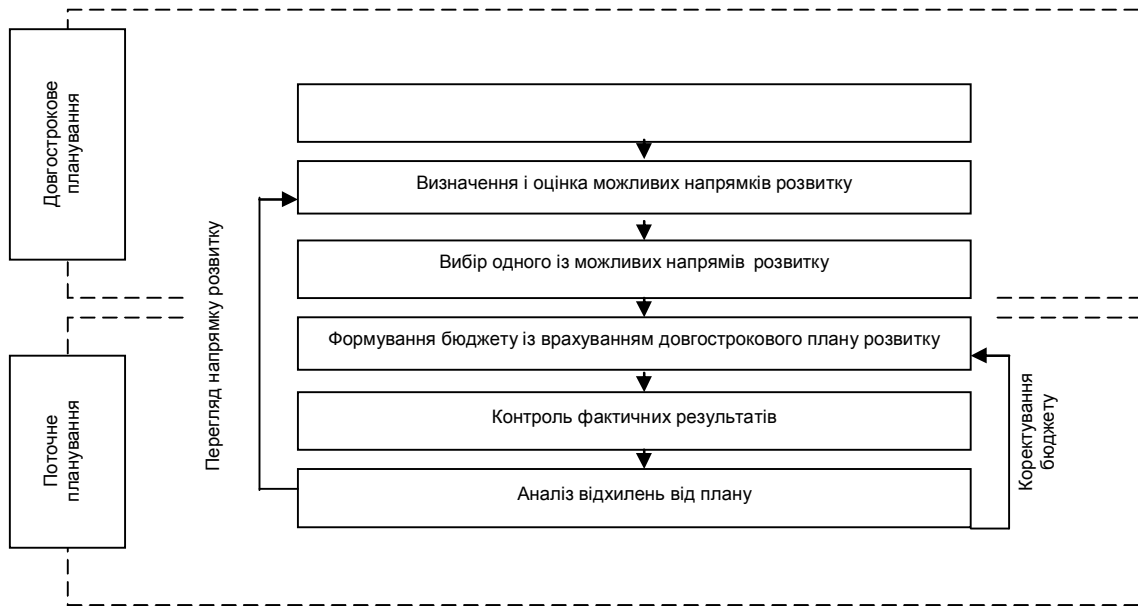 Довгострокове
планування
Визначення і оцінка можливих напрямків розвитку
Вибір одного із можливих напрямів розвитку
Перегляд напрямку розвитку
Формування бюджету із врахуванням довгострокового плану розвитку
Поточне
планування
Контроль фактичних результатів
Коректування
бюджету
Аналіз відхилень від плану